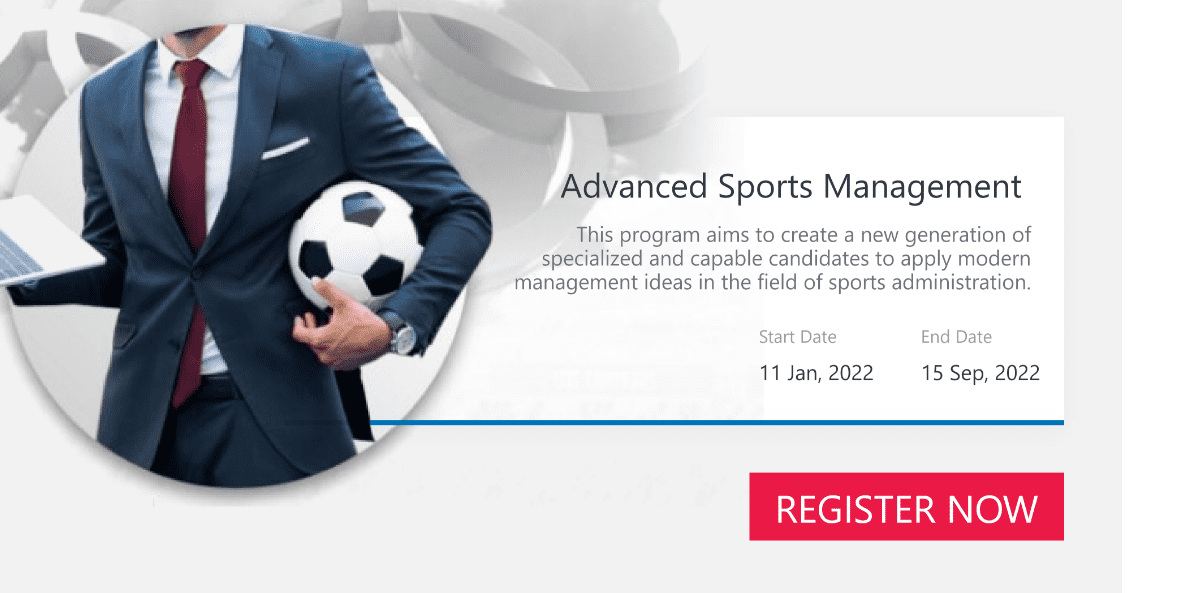 Advanced Sports Management
This program aims to create a new generation of
specialized and capable candidates to apply modern
management ideas in the field of sports administration.
Start Date
End Date
11 Jan, 2022
15 Sep, 2022
REGISTER NOW